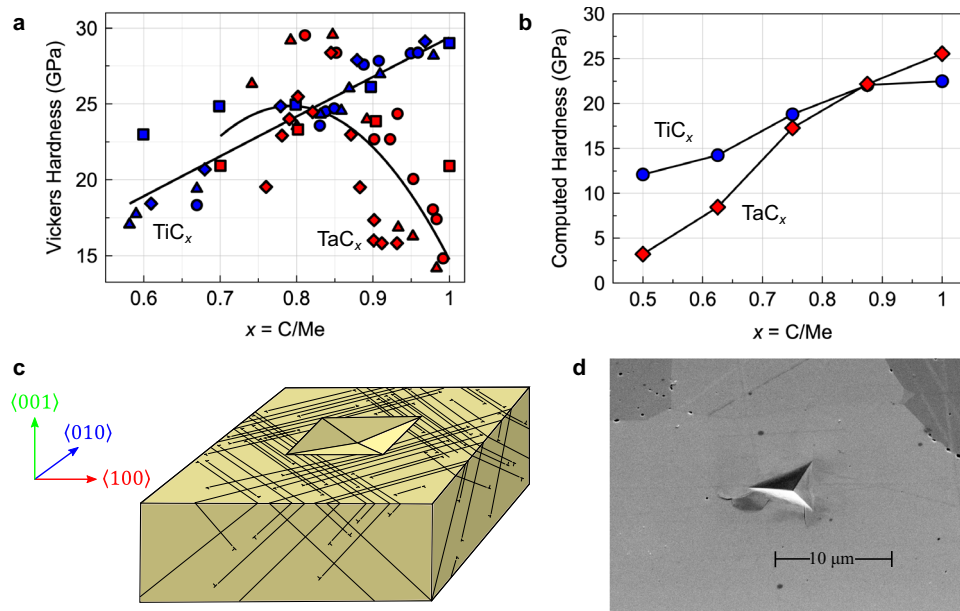 a
Vickers Hardness (GPa)
30
25
20
15
TiCx
TaCx
0.6
0.7
0.8
0.9
1
x = C/Me
b
Computed Hardness (GPa)
30
25
20
15
10
5
0
TiCx
TaCx
0.5
0.6
0.7
0.8
0.9
1
x = C/Me
c
⟨001⟩
⟨010⟩
⟨100⟩
d
10 μm